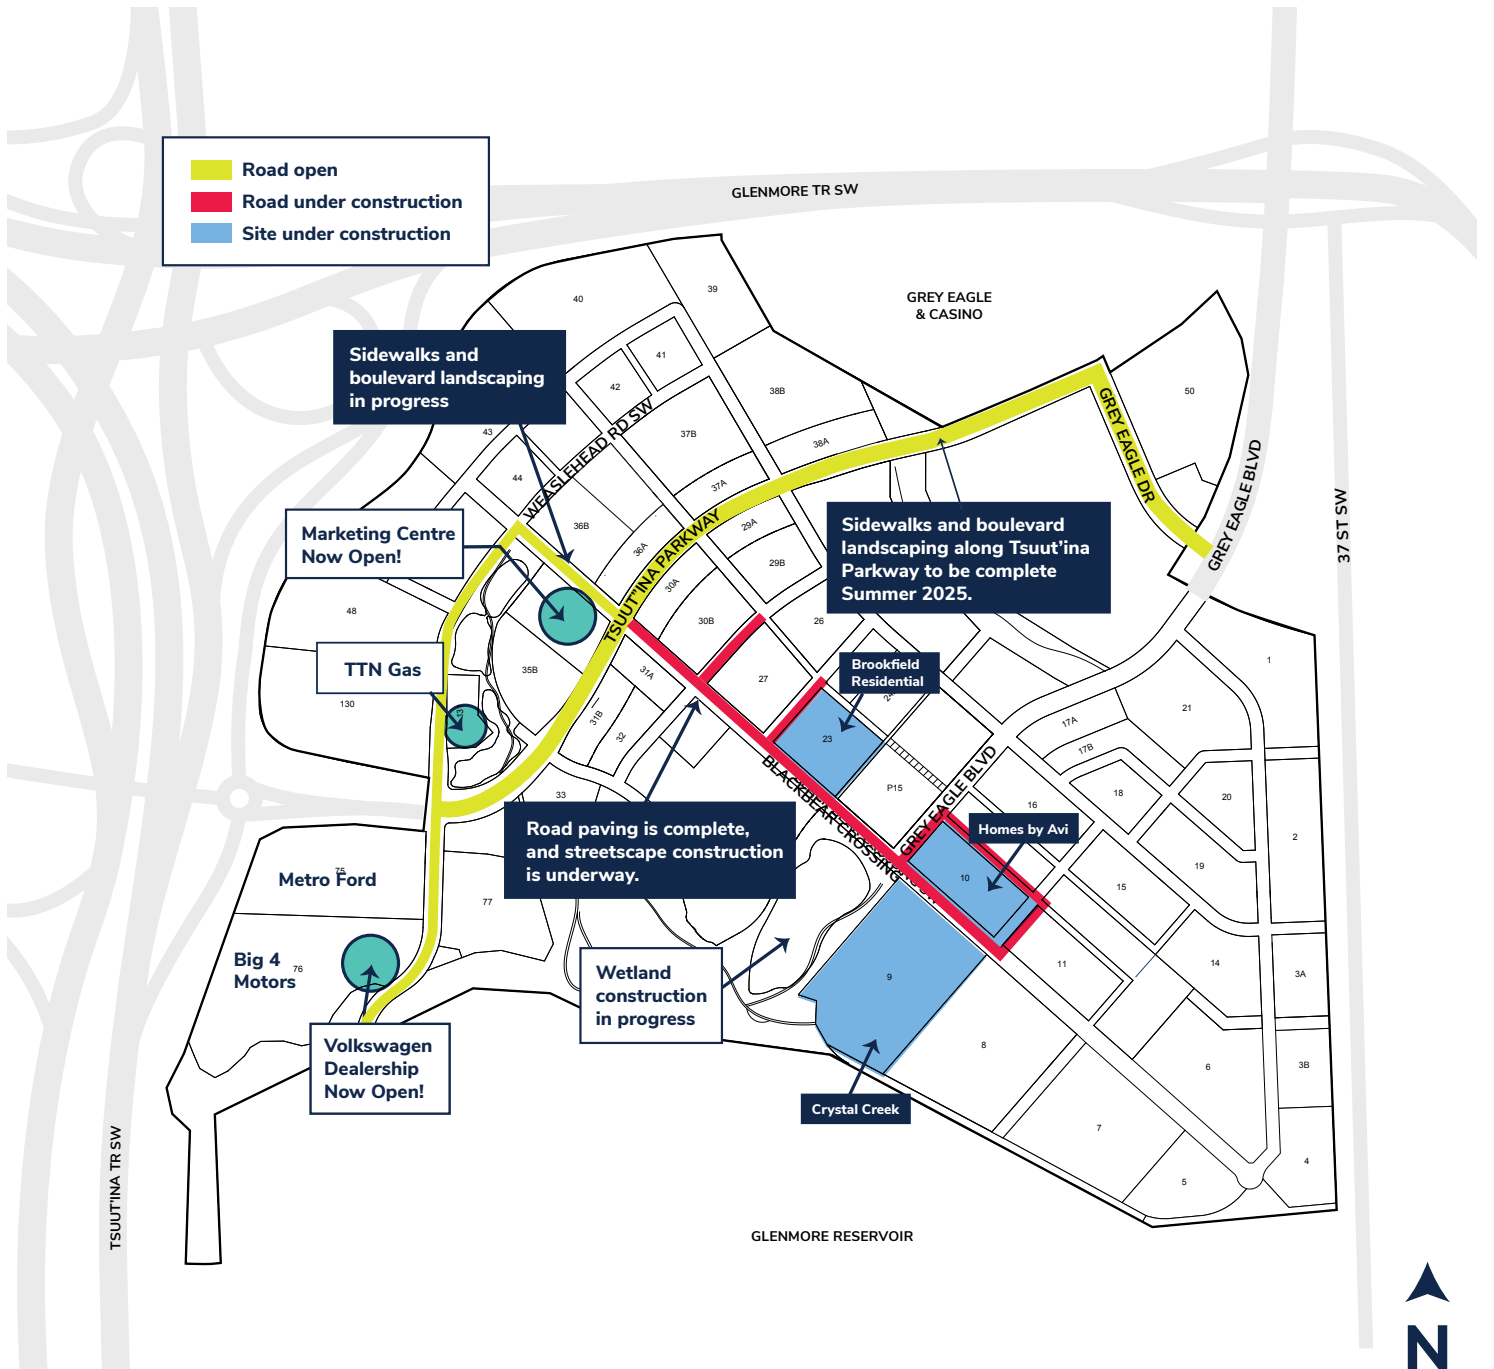 Road open
Road under construction
Site under construction
GLENMORE TR SW
GREY EAGLE
& CASINO
40
39
41
42
38B
50
Sidewalks and
boulevard landscaping
in progress
WEASLEHEAD RD SW
43
37B
38A
GREY EAGLE DR
GREY EAGLE BLVD
37 ST SW
44
37A
36B
36A
29A
29B
TSUUT'INA PARKWAY
Marketing Centre
Now Open!
Sidewalks and boulevard
landscaping along Tsuut'ina
Parkway to be complete
Summer 2025.
48
30A
30B
26
TTN Gas
35B
31A
27
Brookfield
Residential
1
130
13
31B
32
23
21
17A
17B
33
P15
GREY EAGLE BLVD
16
18
20
BLACKBEAR CROSSING
Road paving is complete,
and streetscape construction
is underway.
Homes by Avi
2
75
Metro Ford
77
10
15
19
Big 4
Motors
76
Wetland
construction
in progress
9
11
14
3A
Volkswagen
Dealership
Now Open!
8
6
3B
Crystal Creek
7
5
4
TSUUT'INA TR SW
GLENMORE RESERVOIR
N